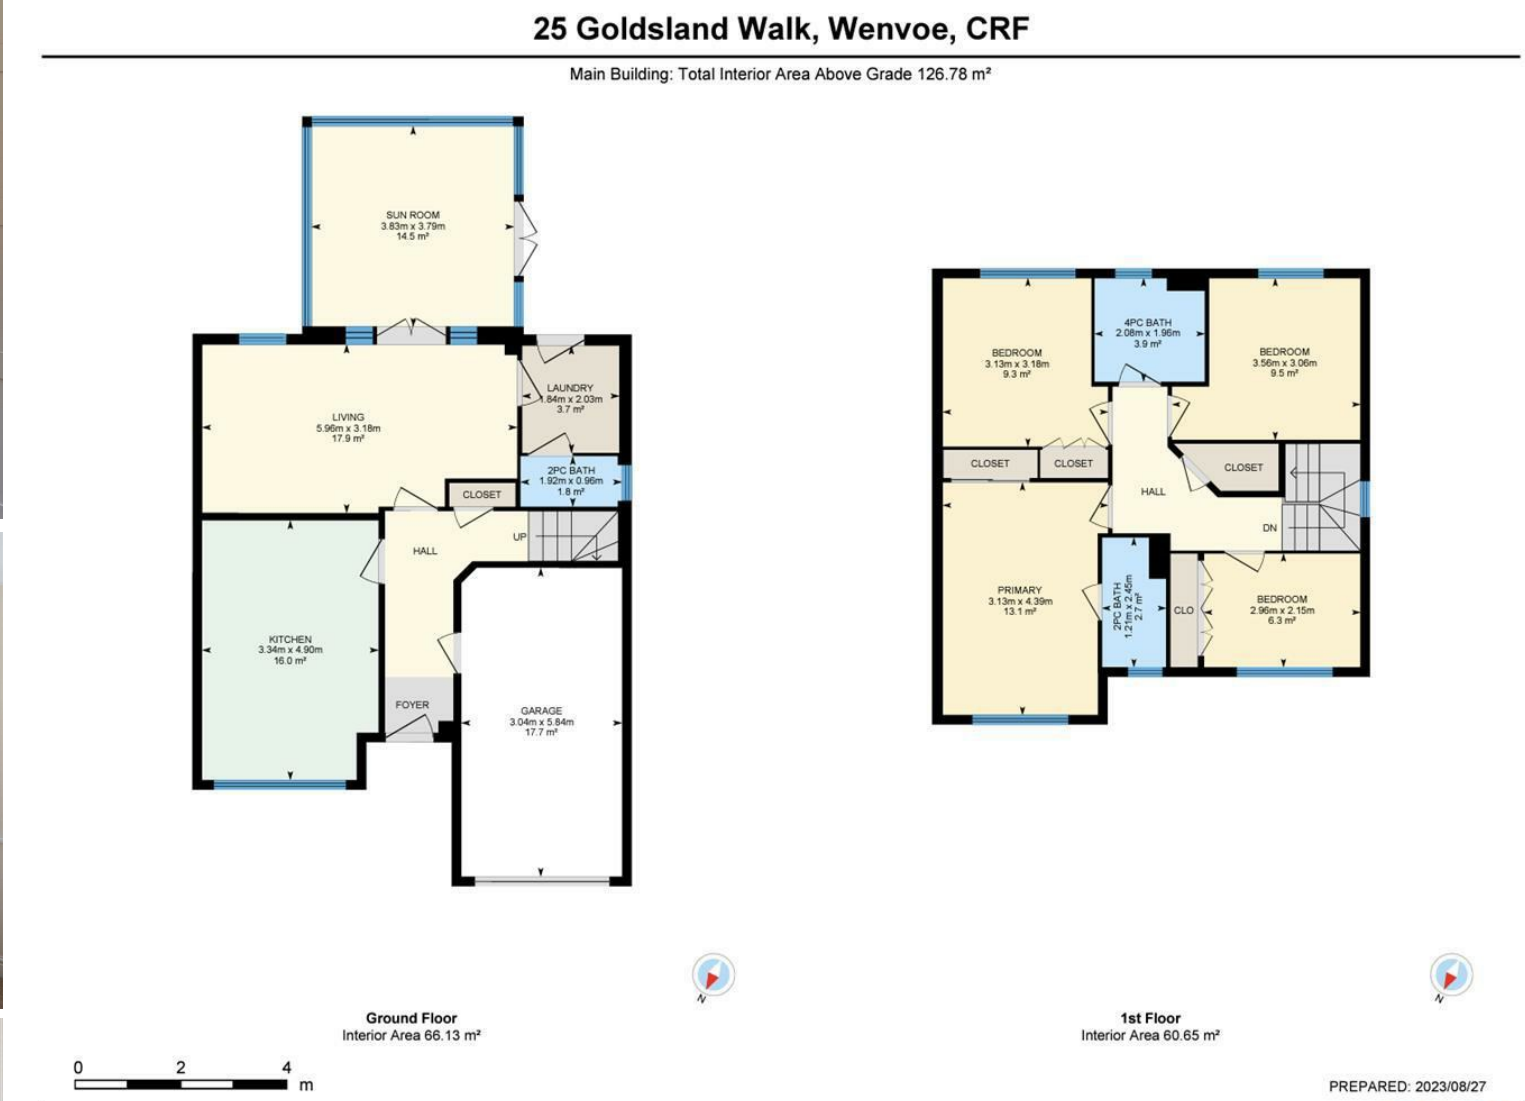 25 Goldsland Walk, Wenvoe, CRF
Main Building: Total Interior Area Above Grade 126.78 m²
SUN ROOM
3.83m x 3.79m
14.5 m²
LIVING
5.96m x 3.18m
17.9 m²
LAUNDRY
1.84m x 2.03m
3.7 m²
2PC BATH
1.92m x 0.96m
1.8 m²
CLOSET
HALL
UP
KITCHEN
3.34m x 4.90m
16.0 m²
FOYER
GARAGE
3.04m x 5.84m
17.7 m²
N
Ground Floor
Interior Area 66.13 m²
0 2 4
m
BEDROOM
3.13m x 3.18m
9.3 m²
4PC BATH
2.08m x 1.96m
3.9 m²
BEDROOM
3.56m x 3.06m
9.5 m²
CLOSET
CLOSET
CLOSET
HALL
DN
PRIMARY
3.13m x 4.39m
13.1 m²
2PC BATH
1.21m x 2.45m
2.7 m²
CLO
BEDROOM
2.96m x 2.15m
6.3 m²
N
1st Floor
Interior Area 60.65 m²
PREPARED: 2023/08/27